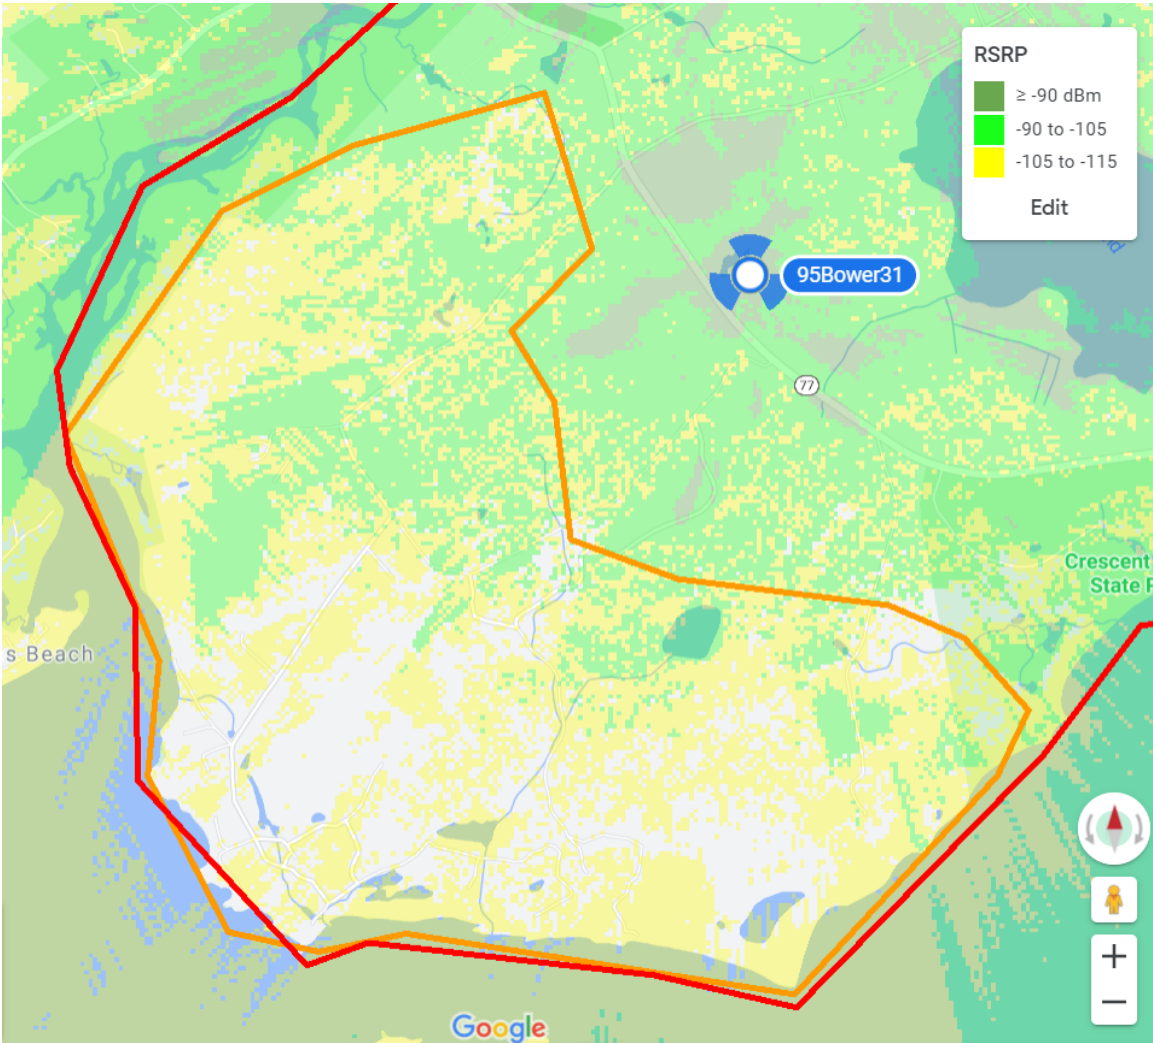 RSRP
≥ -90 dBm
-90 to -105
-105 to -115
Edit
95Bower31
77
Crescent
State
s Beach
Google